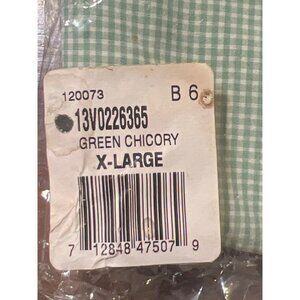 120073 B 6
13V0226365
GREEN CHICORY
X-LARGE
7 12848 47507 9